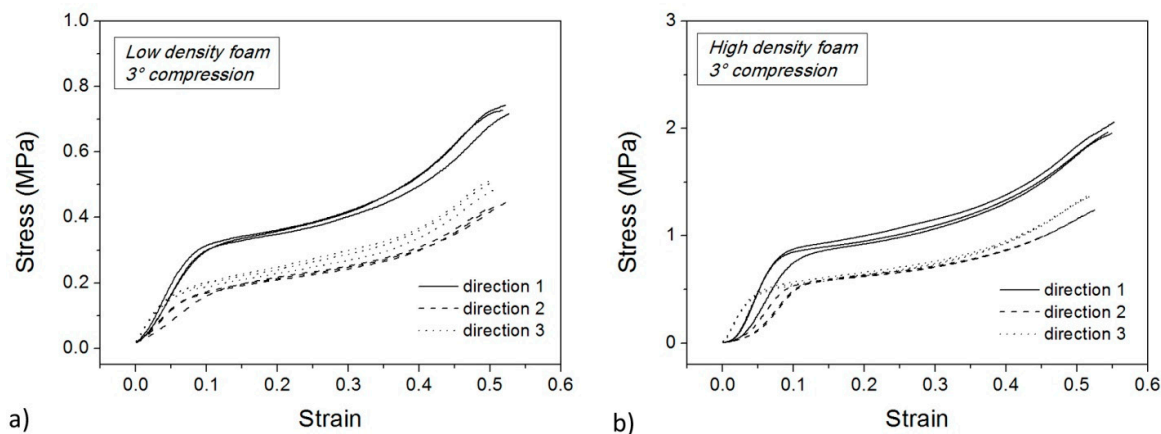 Low density foam
3° compression
1.0
0.8
0.6
0.4
0.2
0.0
Stress (MPa)
direction 1
direction 2
direction 3
0.0 0.1 0.2 0.3 0.4 0.5 0.6
Strain
a)
High density foam
3° compression
3
2
1
0
Stress (MPa)
direction 1
direction 2
direction 3
0.0 0.1 0.2 0.3 0.4 0.5 0.6
Strain
b)